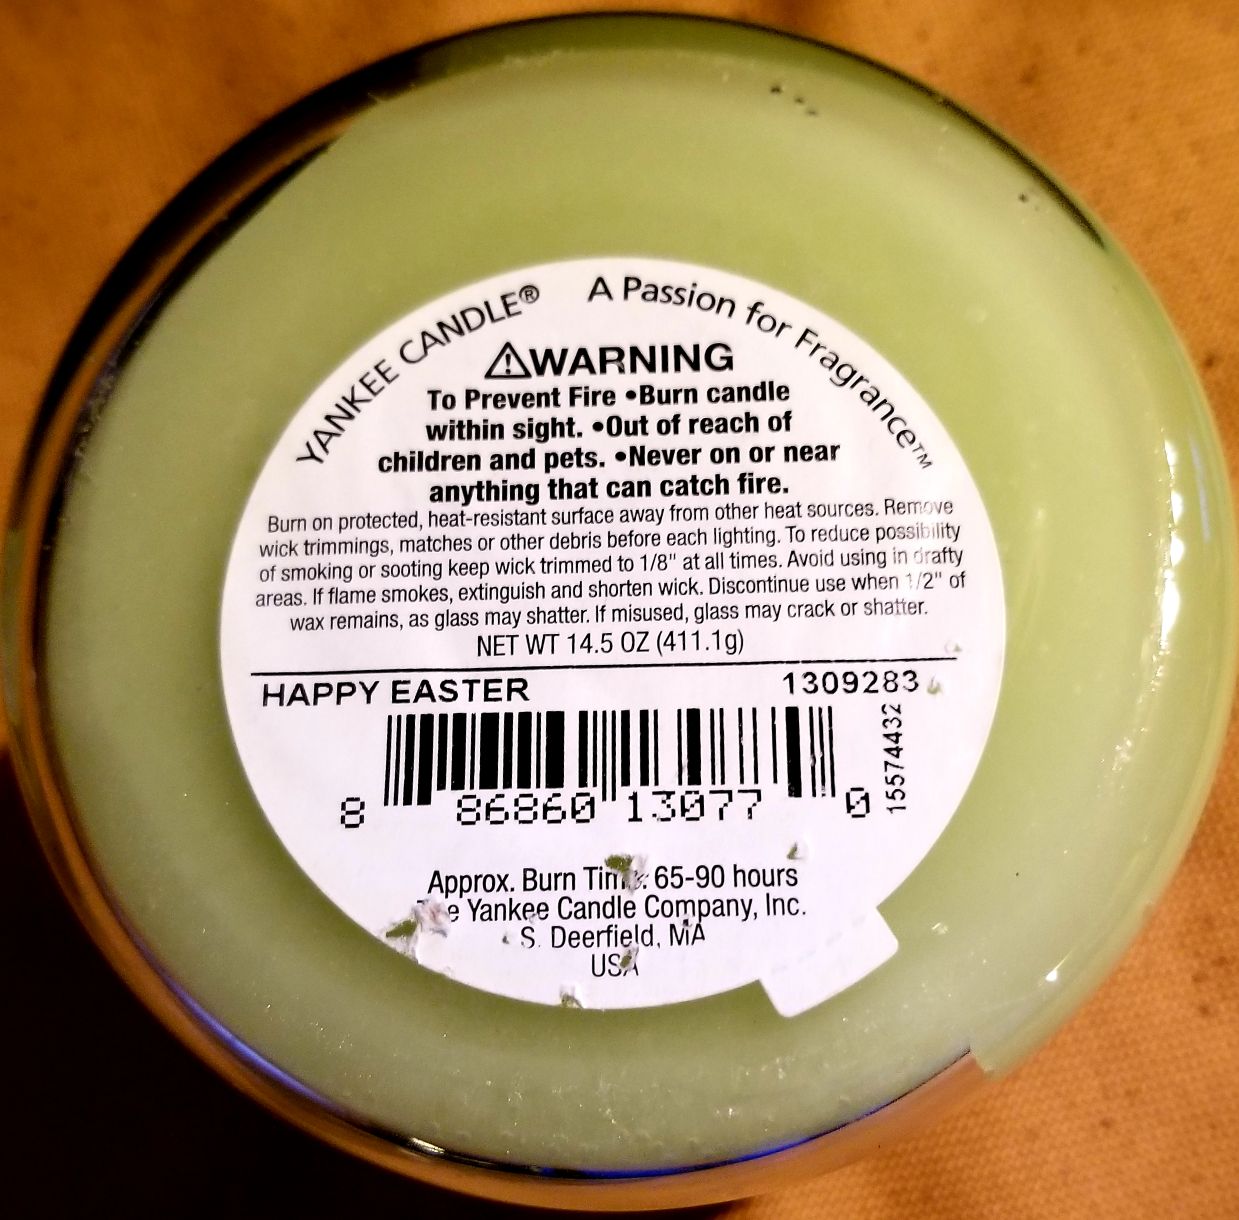 YANKEE CANDLE® A Passion for Fragrance™
⚠WARNING
To Prevent Fire •Burn candle
within sight. •Out of reach of
children and pets. •Never on or near
anything that can catch fire.
Burn on protected, heat-resistant surface away from other heat sources. Remove
wick trimmings, matches or other debris before each lighting. To reduce possibility
of smoking or sooting keep wick trimmed to 1/8" at all times. Avoid using in drafty
areas. If flame smokes, extinguish and shorten wick. Discontinue use when 1/2" of
wax remains, as glass may shatter. If misused, glass may crack or shatter.
NET WT 14.5 OZ (411.1g)
HAPPY EASTER 1309283
15574432
8 86860 13077 0
Approx. Burn Time: 65-90 hours
The Yankee Candle Company, Inc.
S. Deerfield, MA
USA